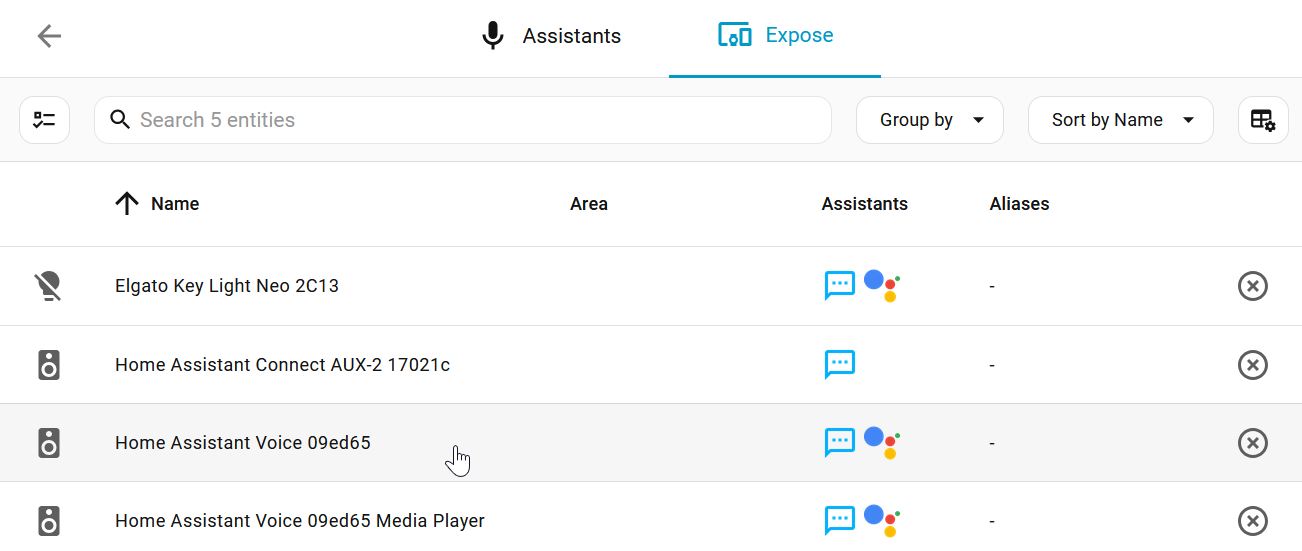 Assistants Expose
Search 5 entities Group by Sort by Name
Name Area Assistants Aliases
Elgato Key Light Neo 2C13 -
Home Assistant Connect AUX-2 17021c -
Home Assistant Voice 09ed65 -
Home Assistant Voice 09ed65 Media Player -